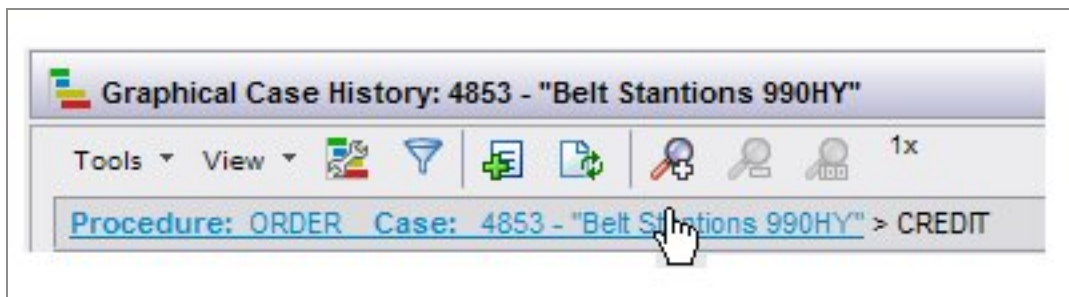 Graphical Case History: 4853 - "Belt Stantions 990HY"
Tools View 1x
Procedure: ORDER Case: 4853 - "Belt Stantions 990HY" > CREDIT